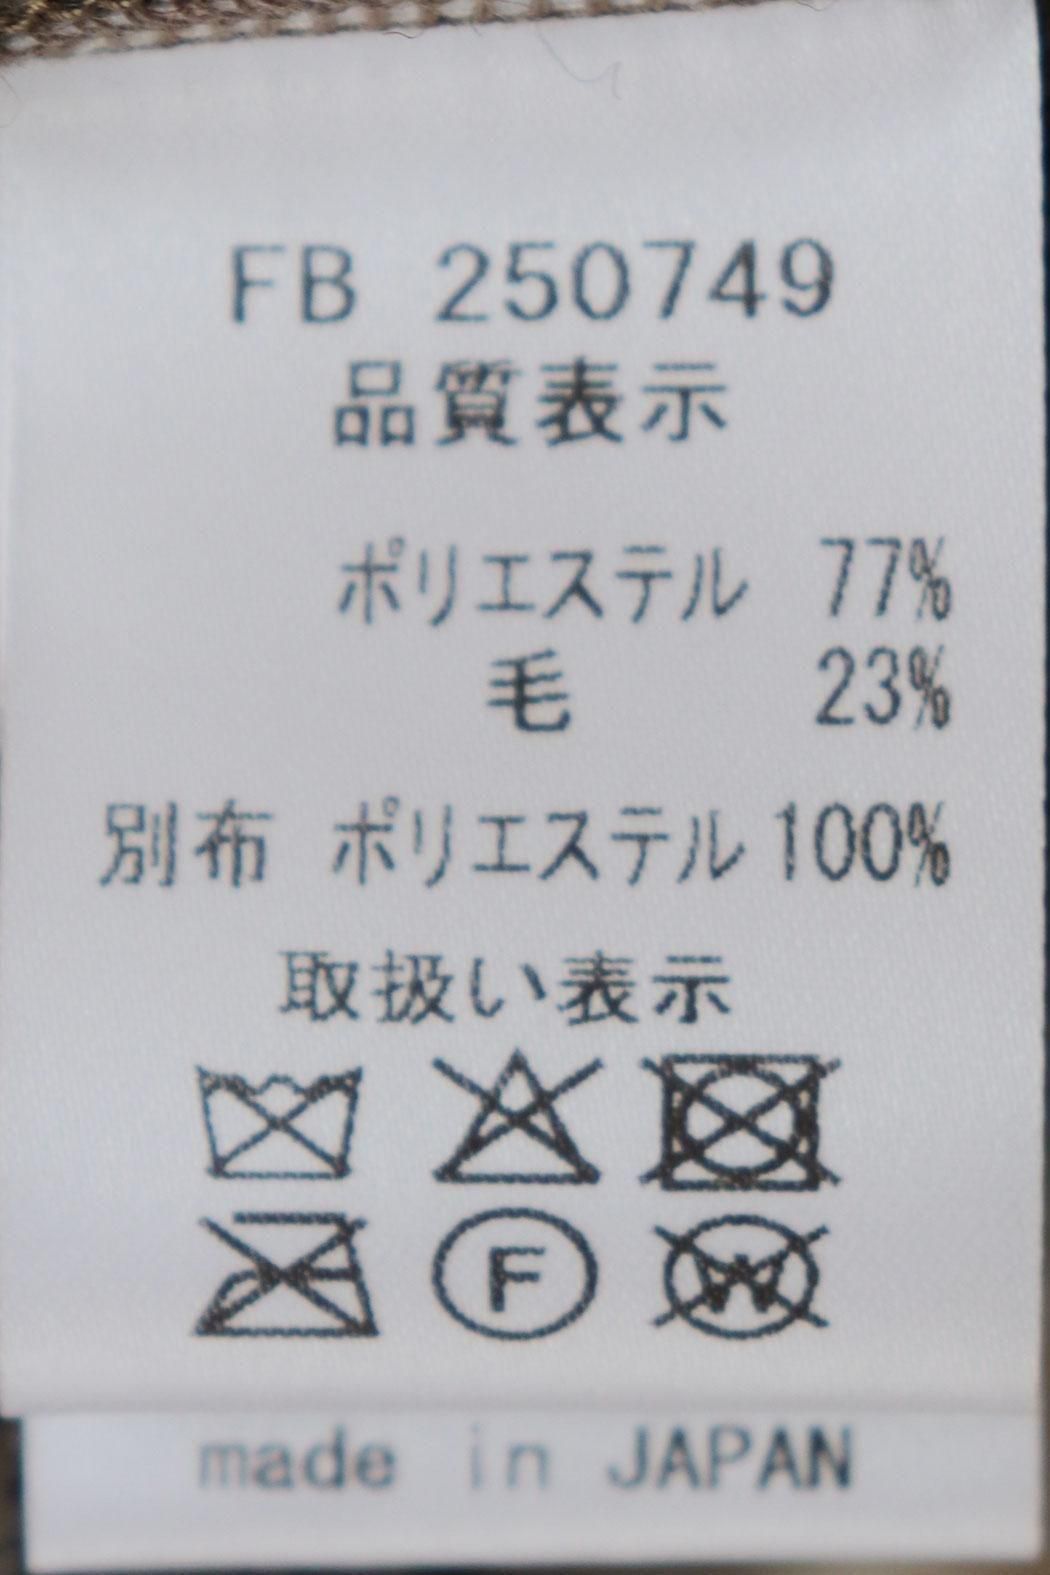 FB 250749
品質表示
ポリエステル 77%
毛 23%
別布 ポリエステル 100%
取扱い表示
F W
made in JAPAN